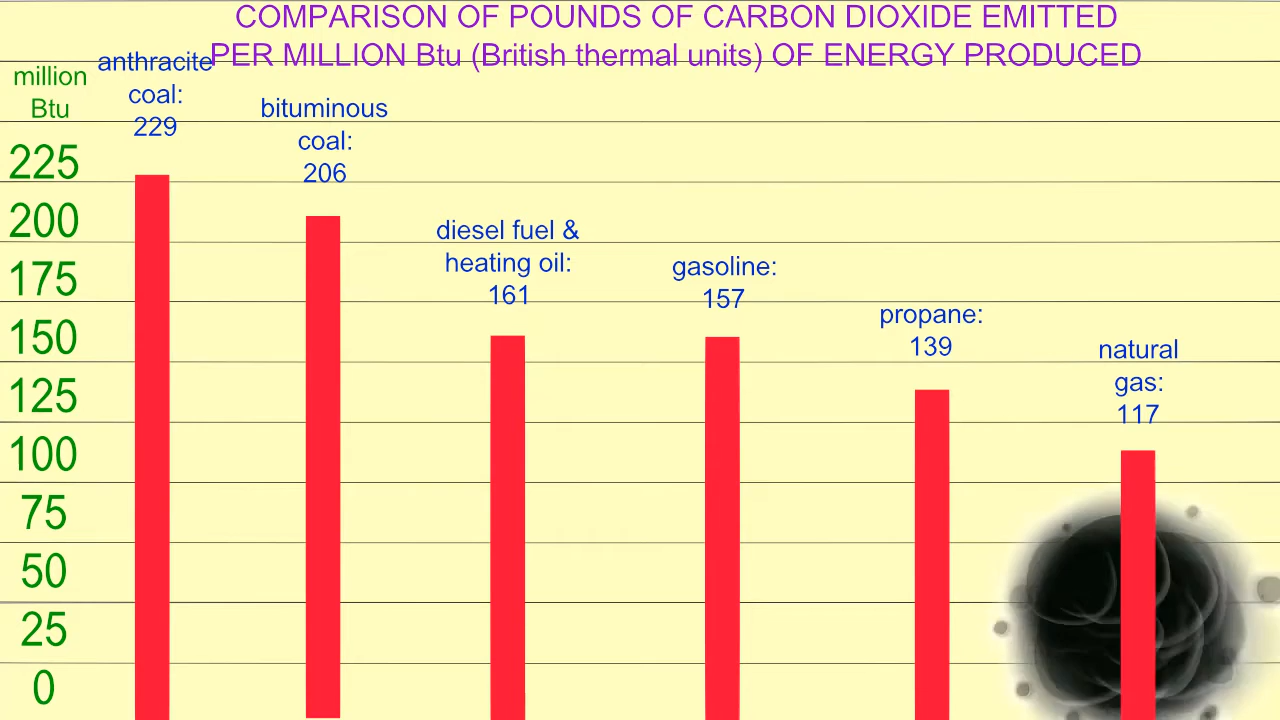 COMPARISON OF POUNDS OF CARBON DIOXIDE EMITTED
PER MILLION Btu (British thermal units) OF ENERGY PRODUCED
million
Btu
225
200
175
150
125
100
75
50
25
0
anthracite
coal:
229
bituminous
coal:
206
diesel fuel &
heating oil:
161
gasoline:
157
propane:
139
natural
gas:
117